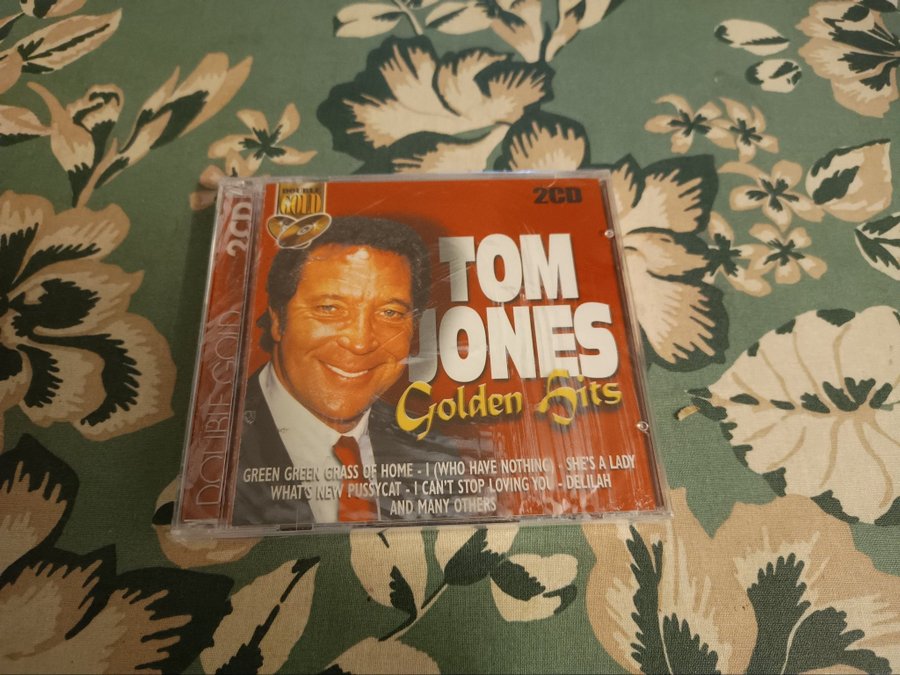 2CD
DOUBLE GOLD
DOUBLE
GOLD
2CD
TOM
JONES
Golden Hits
GREEN GREEN GRASS OF HOME - I (WHO HAVE NOTHING) - SHE'S A LADY
WHAT'S NEW PUSSYCAT - I CAN'T STOP LOVING YOU - DELILAH
AND MANY OTHERS